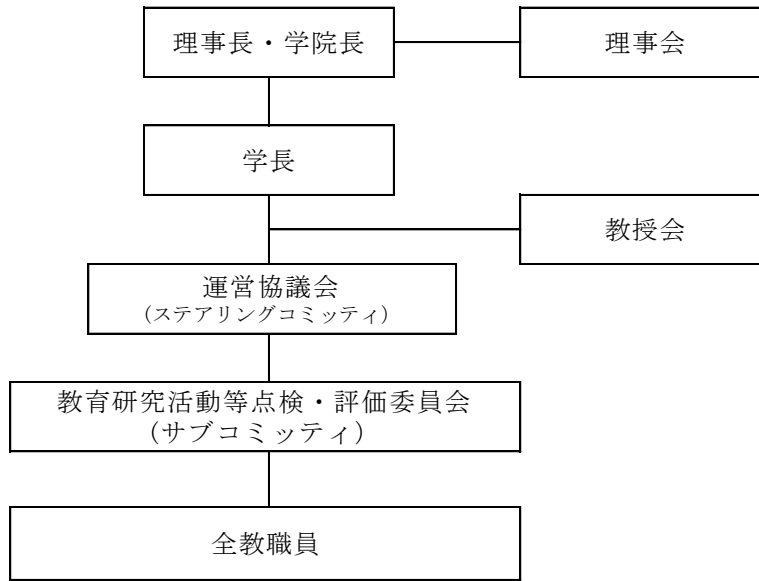 理事長・学院長
理事会
学長
教授会
運営協議会
(ステアリングコミッティ)
教育研究活動等点検・評価委員会
(サブコミッティ)
全教職員